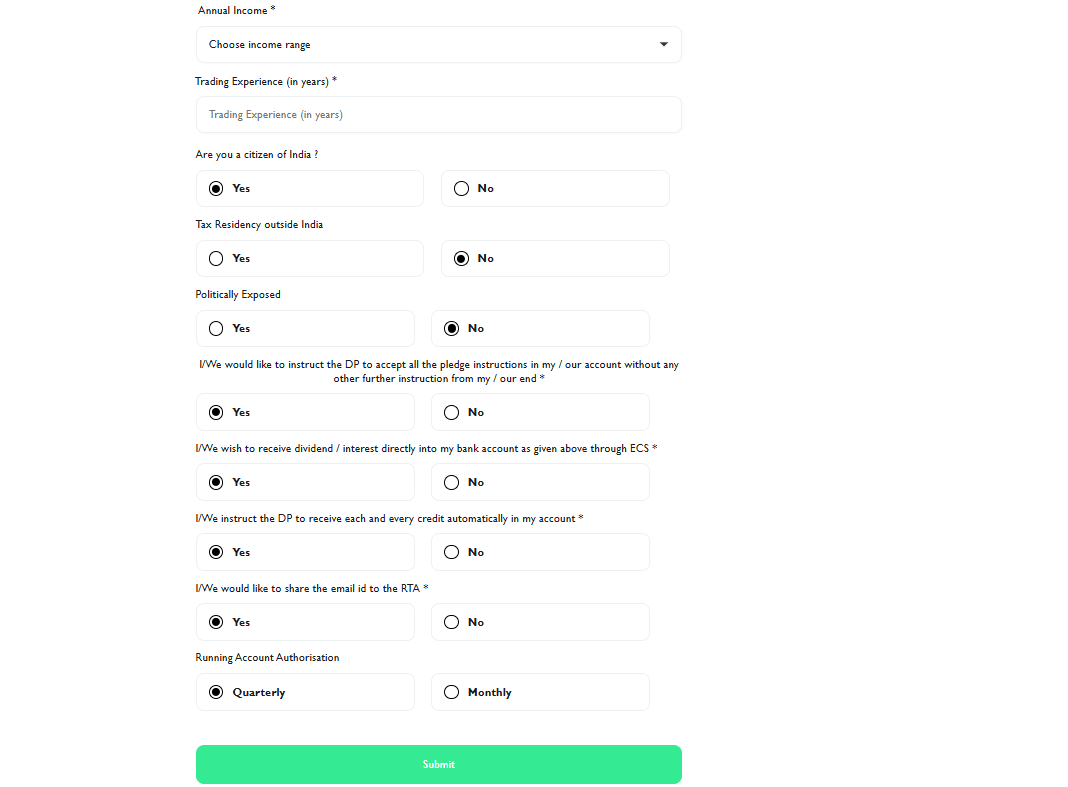 Annual Income *
Choose income range
Trading Experience (in years) *
Trading Experience (in years)
Are you a citizen of India ?
Yes No
Tax Residency outside India
Yes No
Politically Exposed
Yes No
I/We would like to instruct the DP to accept all the pledge instructions in my / our account without any
other further instruction from my / our end *
Yes No
I/We wish to receive dividend / interest directly into my bank account as given above through ECS *
Yes No
I/We instruct the DP to receive each and every credit automatically in my account *
Yes No
I/We would like to share the email id to the RTA *
Yes No
Running Account Authorisation
Quarterly Monthly
Submit